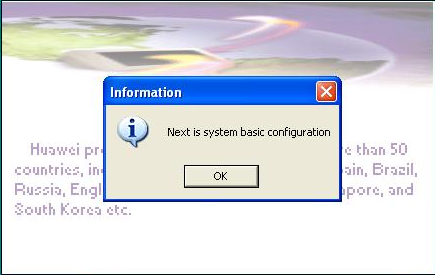 Information
Next is system basic configuration
OK
Huawei pr re than 50
countries, in ain, Brazil,
Russia, Engl apore, and
South Korea etc.